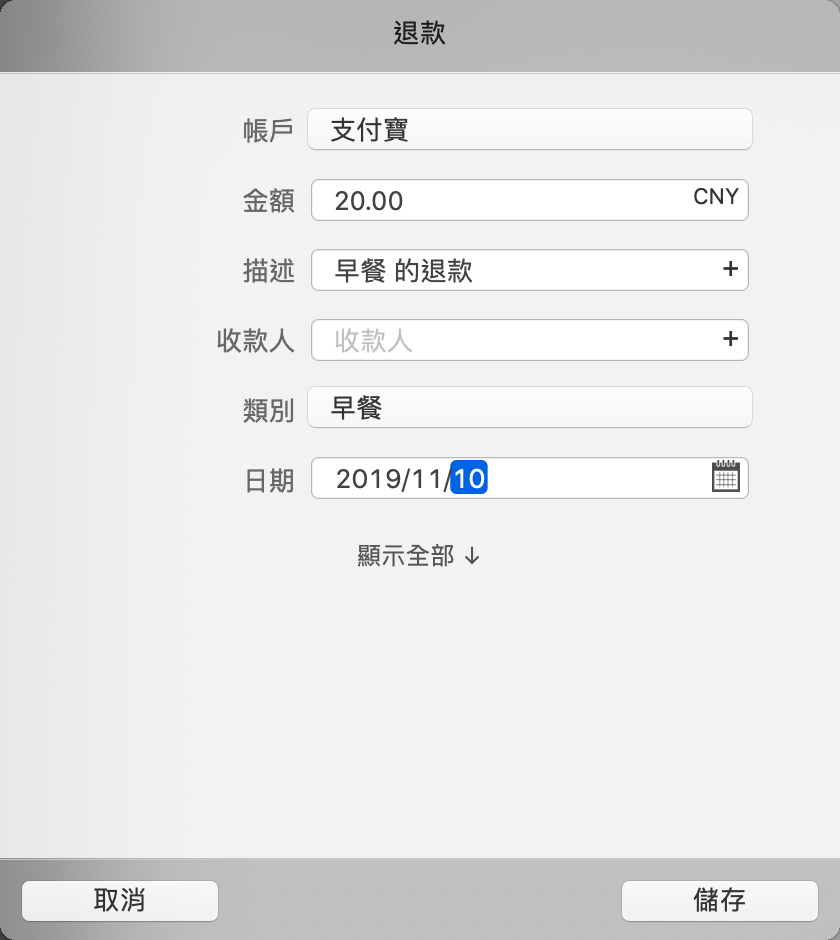 退款
帳戶 支付寶
金額 20.00 CNY
描述 早餐 的退款 +
收款人 收款人 +
類別 早餐
日期 2019/11/10
顯示全部 ↓
取消 儲存